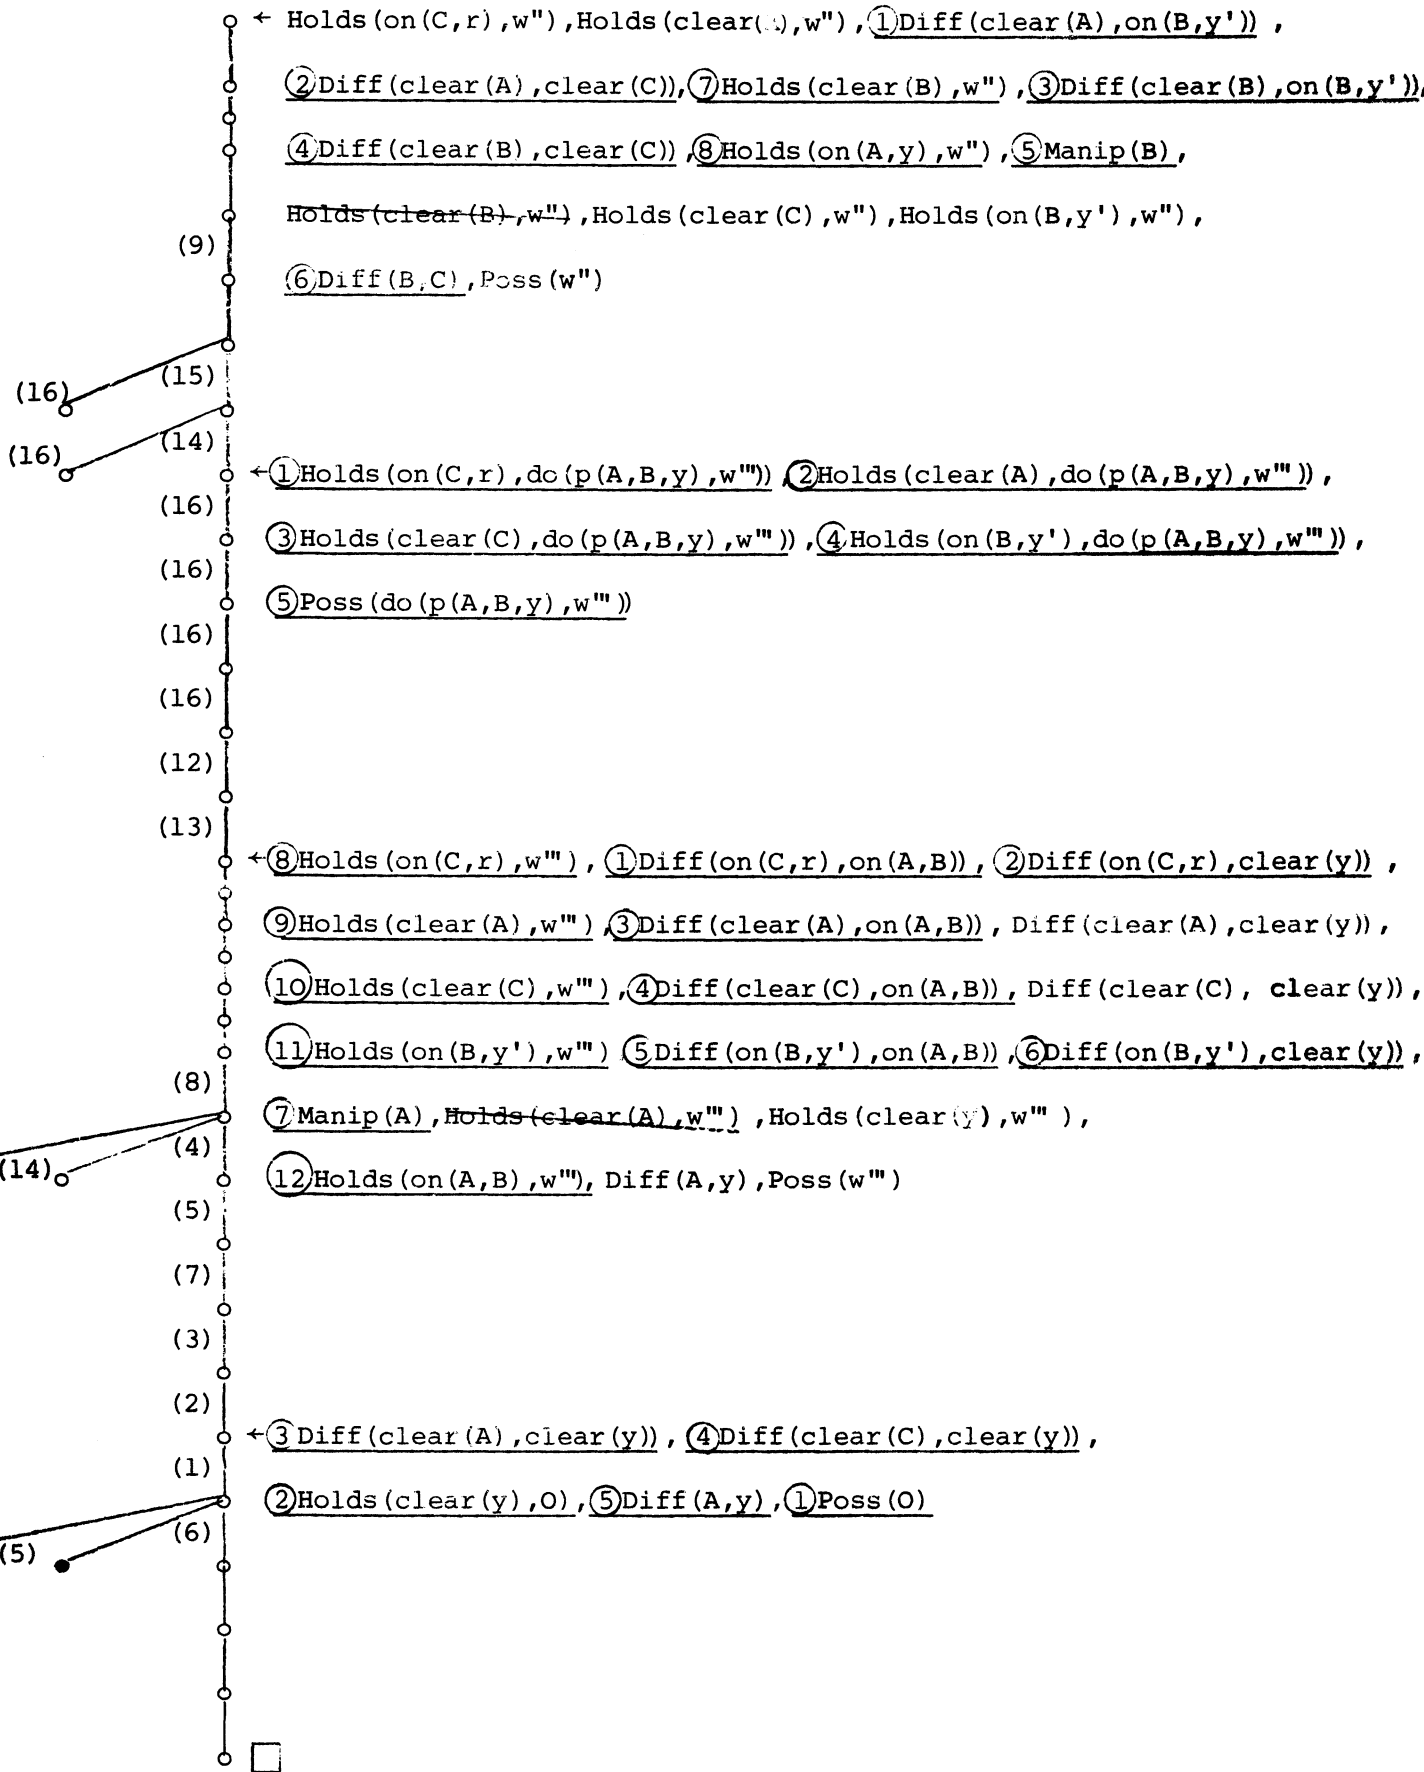 ← Holds(on(C,r),w"),Holds(clear(A),w"),①Diff(clear(A),on(B,y')) ,
②Diff(clear(A),clear(C)),⑦Holds(clear(B),w"),③Diff(clear(B),on(B,y')),
④Diff(clear(B),clear(C)),⑧Holds(on(A,y),w"),⑤Manip(B),
Holds(clear(B),w"),Holds(clear(C),w"),Holds(on(B,y'),w"),
(9)
⑥Diff(B,C),Poss(w")
(15)
(16)
(14)
(16)
←①Holds(on(C,r),do(p(A,B,y),w"')),②Holds(clear(A),do(p(A,B,y),w"')),
(16)
③Holds(clear(C),do(p(A,B,y),w"')),④Holds(on(B,y'),do(p(A,B,y),w"')),
(16)
⑤Poss(do(p(A,B,y),w"'))
(16)
(16)
(12)
(13)
←⑧Holds(on(C,r),w"'),①Diff(on(C,r),on(A,B)),②Diff(on(C,r),clear(y)) ,
⑨Holds(clear(A),w"'),③Diff(clear(A),on(A,B)),Diff(clear(A),clear(y)),
⑩Holds(clear(C),w"'),④Diff(clear(C),on(A,B)),Diff(clear(C), clear(y)),
⑪Holds(on(B,y'),w"') ⑤Diff(on(B,y'),on(A,B)),⑥Diff(on(B,y'),clear(y)),
(8)
⑦Manip(A),Holds(clear(A),w"'),Holds(clear(y),w"'),
(4)
(14)
⑫Holds(on(A,B),w"'),Diff(A,y),Poss(w"')
(5)
(7)
(3)
(2)
←③Diff(clear(A),clear(y)),④Diff(clear(C),clear(y)),
(1)
②Holds(clear(y),O),⑤Diff(A,y),①Poss(O)
(6)
(5)